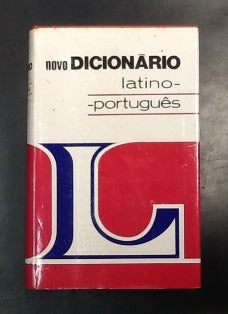 novo DICIONÁRIO
latino-
-português
L